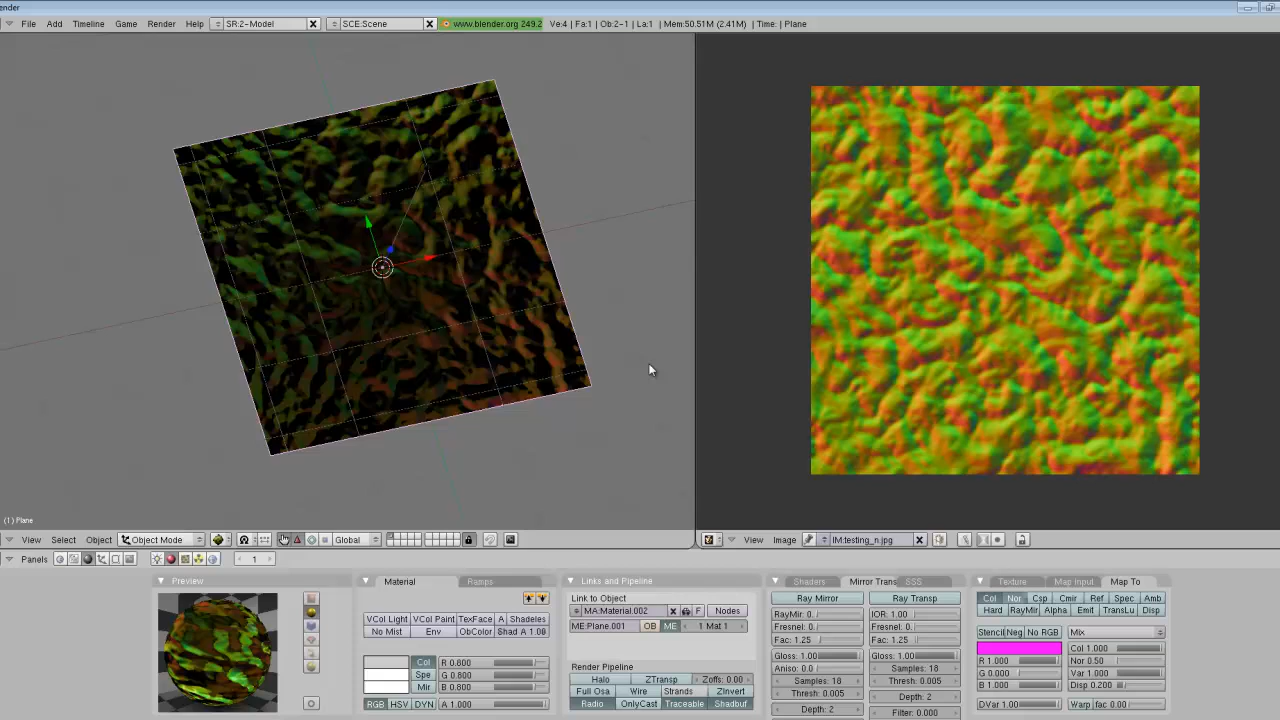 ender
File Add Timeline Game Render Help SR:2-Model SCE:Scene www.blender.org 249.2 Ve:4 | Fa:1 | Ob:2-1 | La:1 | Mem:50.51M (2.41M) | Time: | Plane
(1) Plane
View Select Object Object Mode Global View Image IM:testing_n.jpg
Panels 1
Preview Material Ramps Links and Pipeline Shaders Mirror Trans SSS Texture Map Input Map To
Link to Object Ray Mirror Ray Transp Col Nor Csp Cmir Ref Spec Amb
MA:Material.002 F Nodes RayMir: 0. IOR: 1.00 Hard RayMir Alpha Emit TransLu Disp
VCol Light VCol Paint TexFace A Shadeles ME:Plane.001 OB ME 1 Mat 1 Fresnel: 0. Fresnel: 0.
No Mist Env ObColor Shad A 1.00 Fac: 1.25 Fac: 1.25 Stencil Neg No RGB Mix
Gloss: 1.00 Gloss: 1.00 Col 1.000
Col R 0.800 Render Pipeline Aniso: 0.0 Samples: 18 R 1.000 Nor 0.50
Spe G 0.800 Halo ZTransp Zoffs: 0.00 Samples: 18 Thresh: 0.005 G 0.000 Var 1.000
Mir B 0.800 Full Osa Wire Strands ZInvert Thresh: 0.005 B 1.000 Disp 0.200
RGB HSV DYN A 1.000 Radio OnlyCast Traceable Shadbuf Depth: 2 Depth: 2 DVar 1.00 Warp fac 0.00
Filter: 0.000